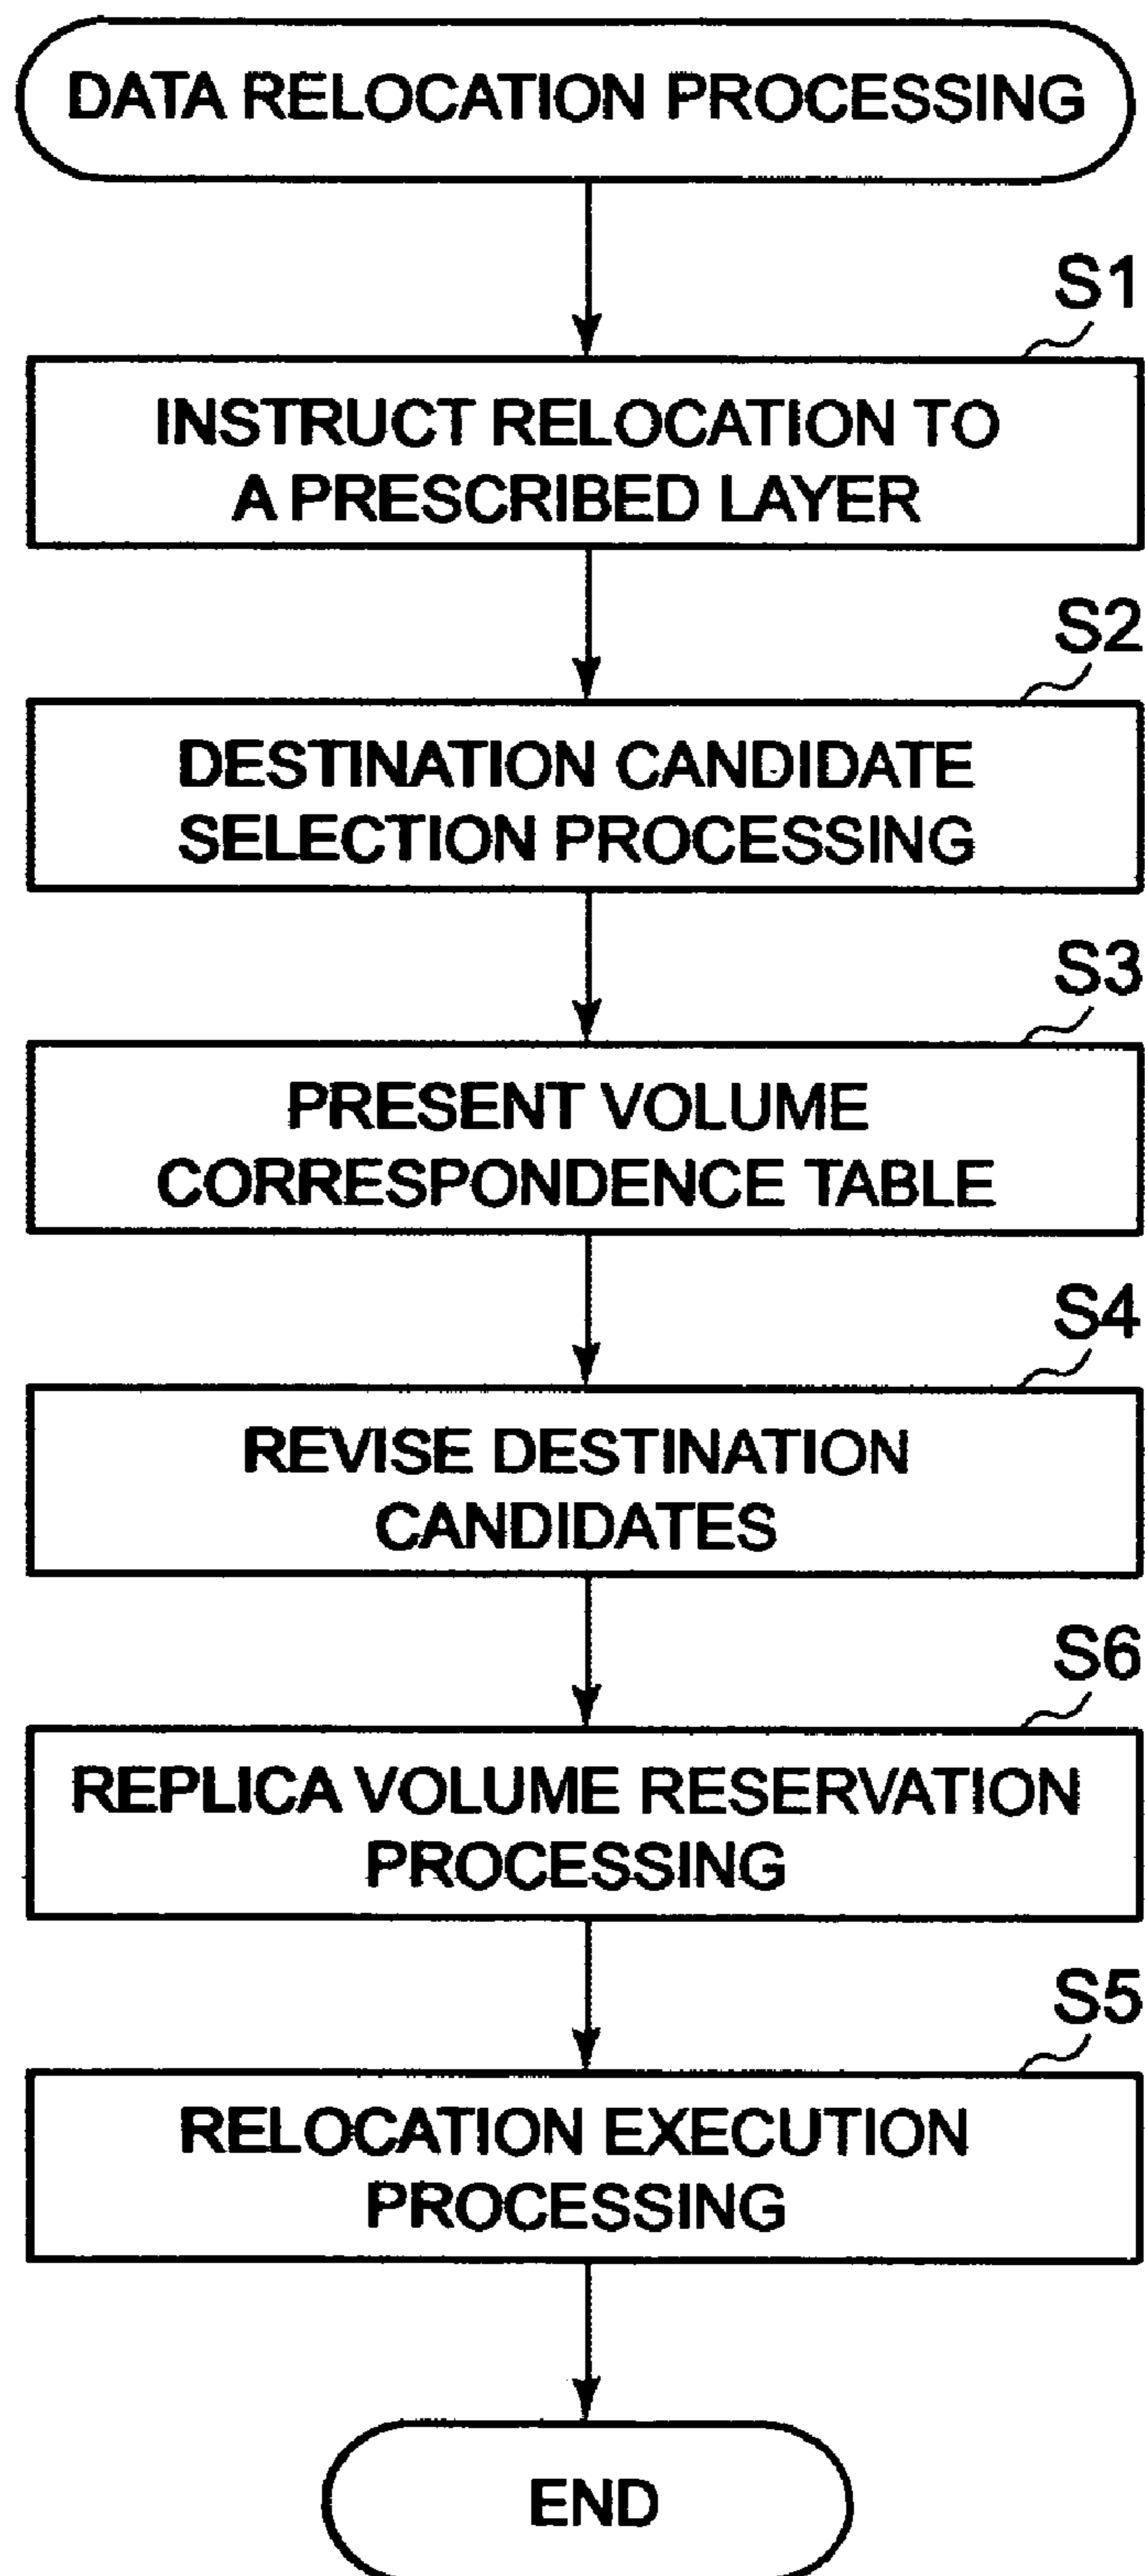 DATA RELOCATION PROCESSING
S1
INSTRUCT RELOCATION TO
A PRESCRIBED LAYER
S2
DESTINATION CANDIDATE
SELECTION PROCESSING
S3
PRESENT VOLUME
CORRESPONDENCE TABLE
S4
REVISE DESTINATION
CANDIDATES
S6
REPLICA VOLUME RESERVATION
PROCESSING
S5
RELOCATION EXECUTION
PROCESSING
END